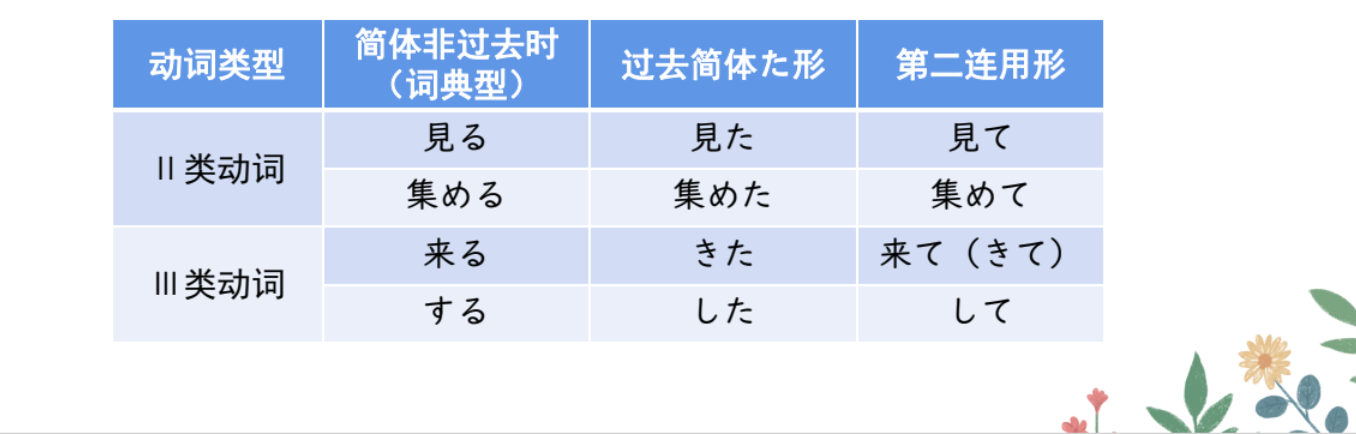 动词类型 简体非过去时（词典型） 过去简体た形 第二连用形
Ⅱ类动词 見る 見た 見て
集める 集めた 集めて
Ⅲ类动词 来る きた 来て（きて）
する した して